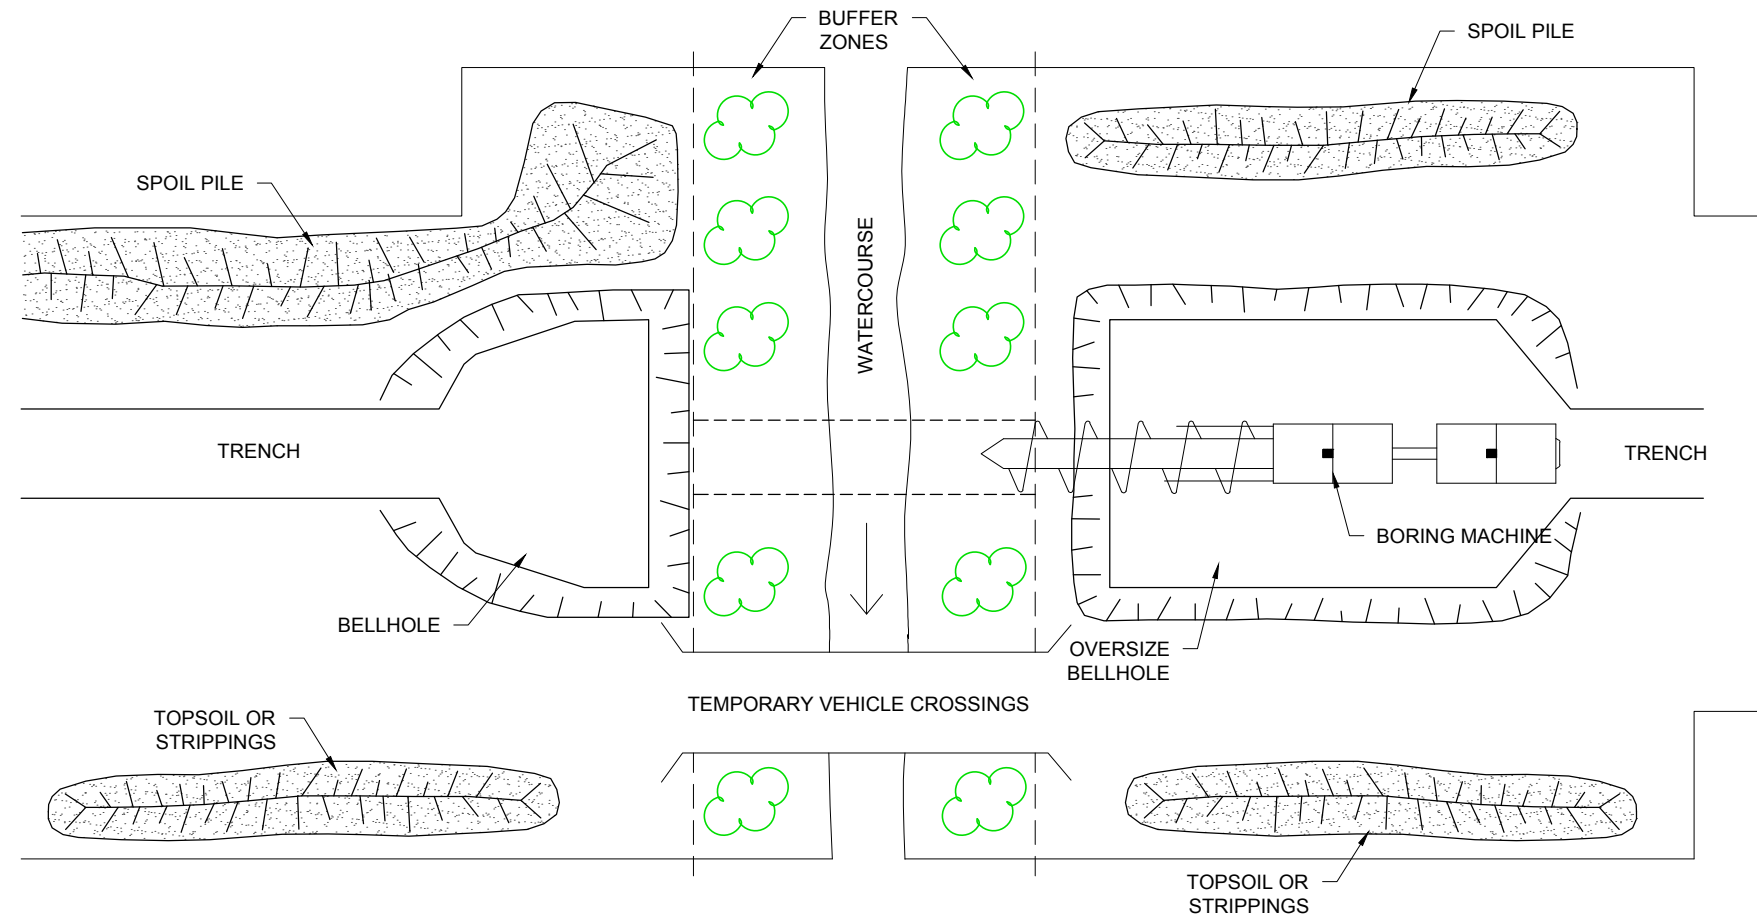 BUFFER
ZONES
SPOIL PILE
SPOIL PILE
WATERCOURSE
TRENCH
TRENCH
BORING MACHINE
BELLHOLE
OVERSIZE
BELLHOLE
TEMPORARY VEHICLE CROSSINGS
TOPSOIL OR
STRIPPINGS
TOPSOIL OR
STRIPPINGS